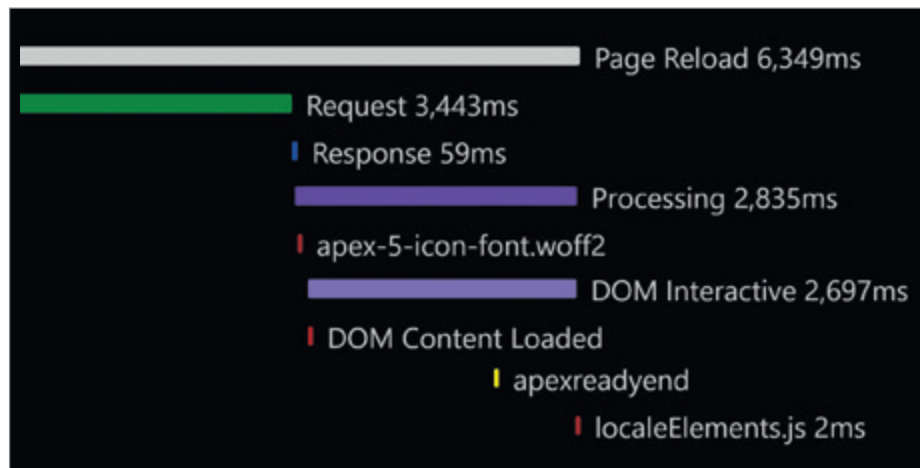 Page Reload 6,349ms
Request 3,443ms
Response 59ms
Processing 2,835ms
apex-5-icon-font.woff2
DOM Interactive 2,697ms
DOM Content Loaded
apexreadyend
localeElements.js 2ms